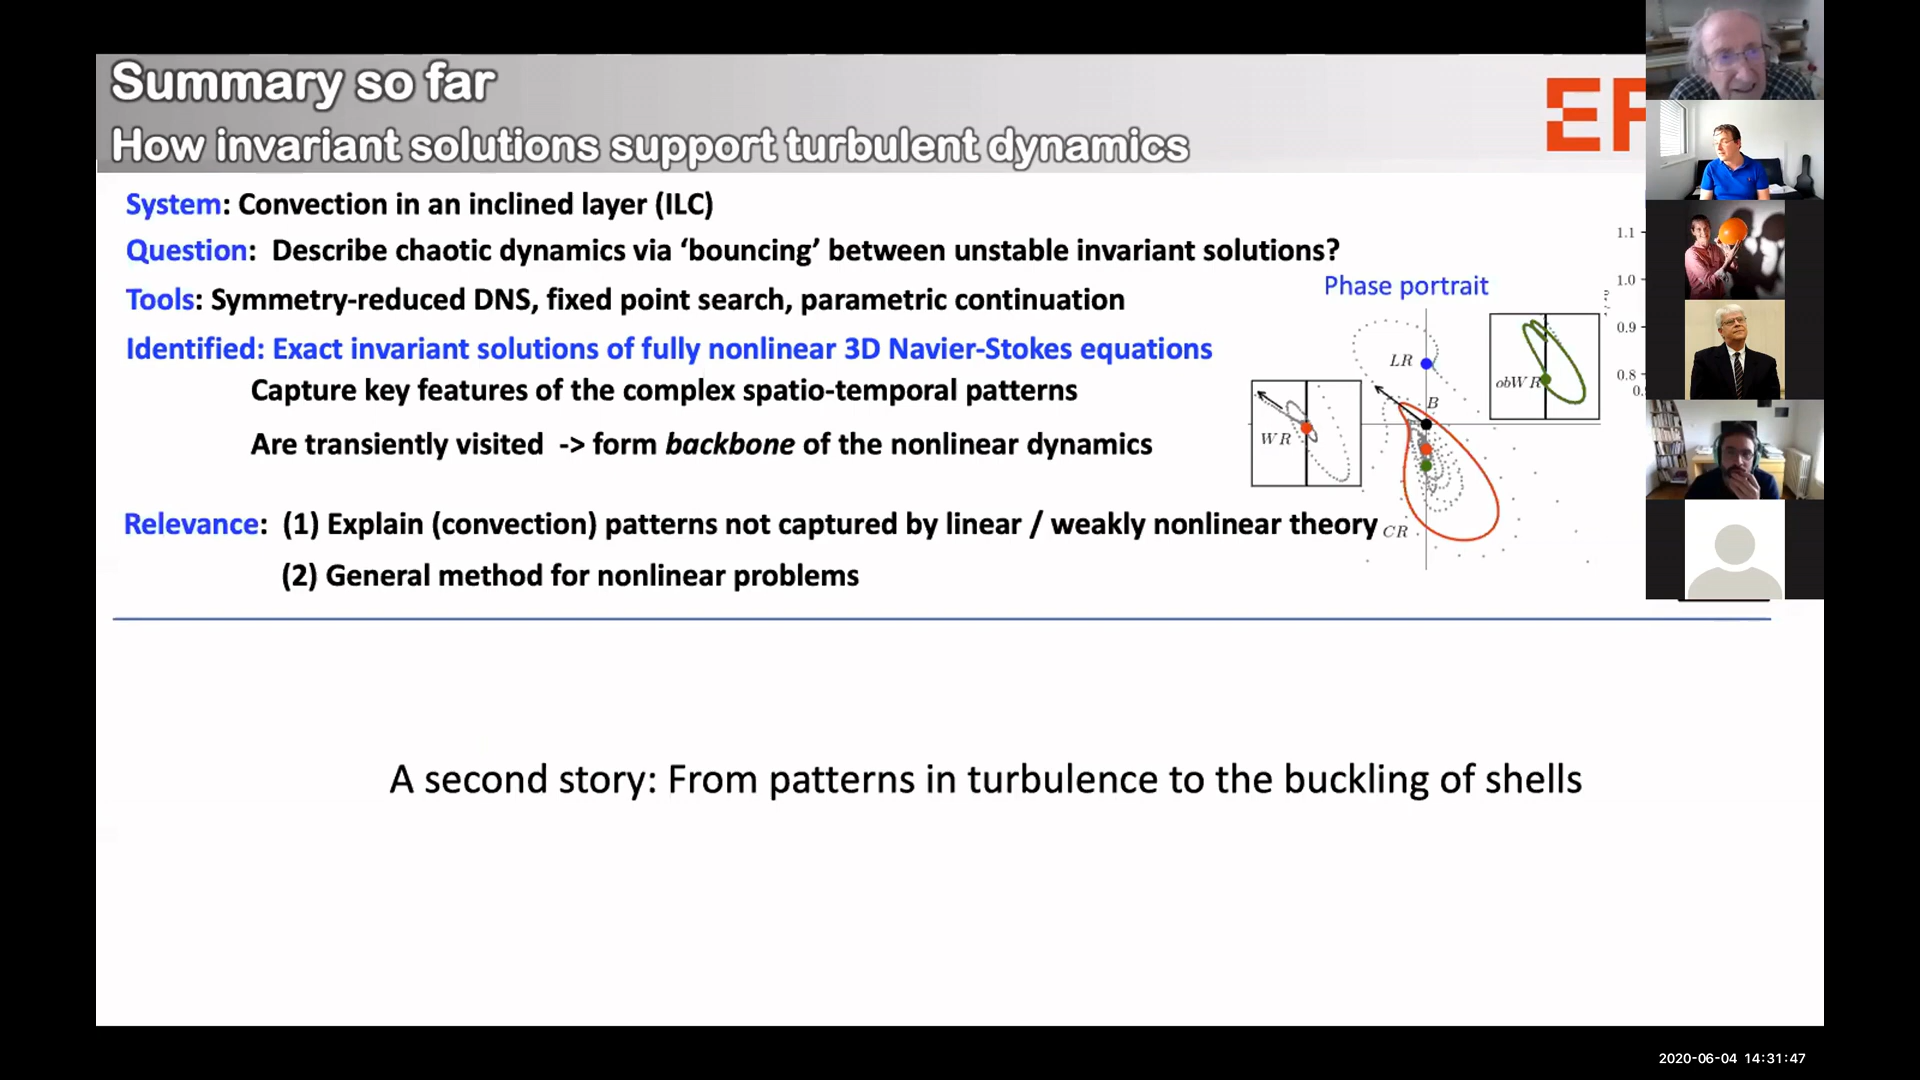 Summary so far
How invariant solutions support turbulent dynamics
EP
System: Convection in an inclined layer (ILC)
Question: Describe chaotic dynamics via ‘bouncing’ between unstable invariant solutions?
Tools: Symmetry-reduced DNS, fixed point search, parametric continuation
Identified: Exact invariant solutions of fully nonlinear 3D Navier-Stokes equations
Capture key features of the complex spatio-temporal patterns
Are transiently visited -> form backbone of the nonlinear dynamics
Relevance: (1) Explain (convection) patterns not captured by linear / weakly nonlinear theory
(2) General method for nonlinear problems
Phase portrait
LR
B
WR
obWR
CR
1.1
1.0
0.9
0.8
A second story: From patterns in turbulence to the buckling of shells
2020-06-04 14:31:47